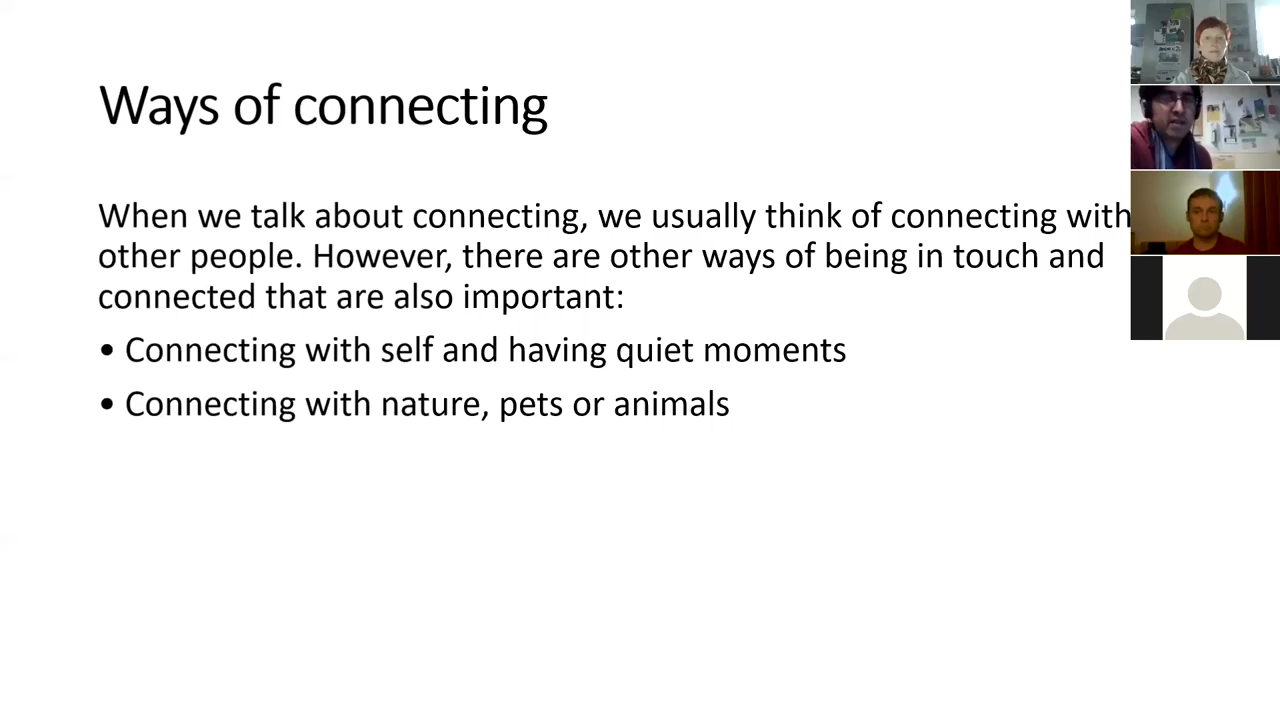 Ways of connecting
When we talk about connecting, we usually think of connecting with
other people. However, there are other ways of being in touch and
connected that are also important:
• Connecting with self and having quiet moments
• Connecting with nature, pets or animals